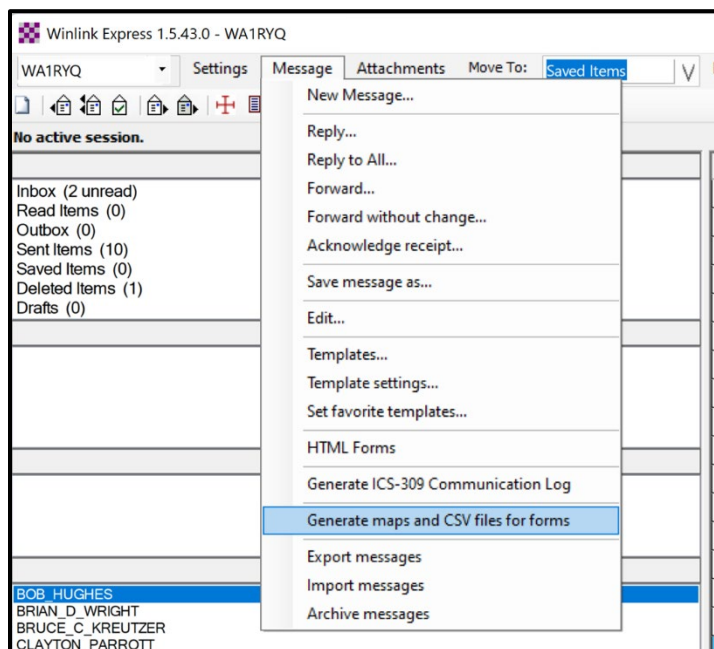 Winlink Express 1.5.43.0 - WA1RYQ
WA1RYQ Settings Message Attachments Move To: Saved Items
No active session.
New Message...
Reply...
Reply to All...
Forward...
Forward without change...
Acknowledge receipt...
Save message as...
Edit...
Templates...
Template settings...
Set favorite templates...
HTML Forms
Generate ICS-309 Communication Log
Generate maps and CSV files for forms
Export messages
Import messages
Archive messages
Inbox (2 unread)
Read Items (0)
Outbox (0)
Sent Items (10)
Saved Items (0)
Deleted Items (1)
Drafts (0)
BOB_HUGHES
BRIAN_D_WRIGHT
BRUCE_C_KREUTZER
CLAYTON_PARROTT